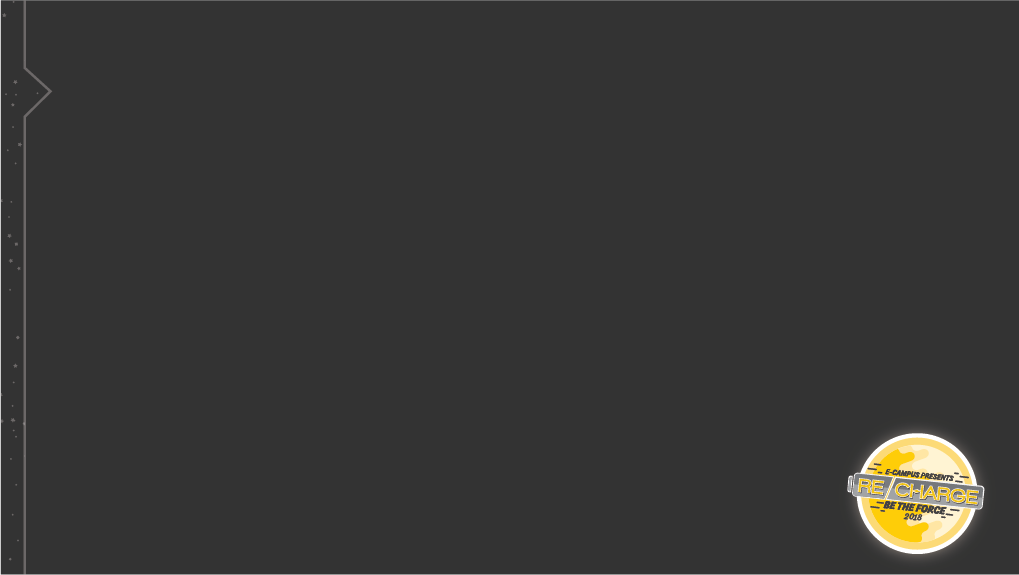 E-CAMPUS PRESENTS
RE/CHARGE
BE THE FORCE
2018